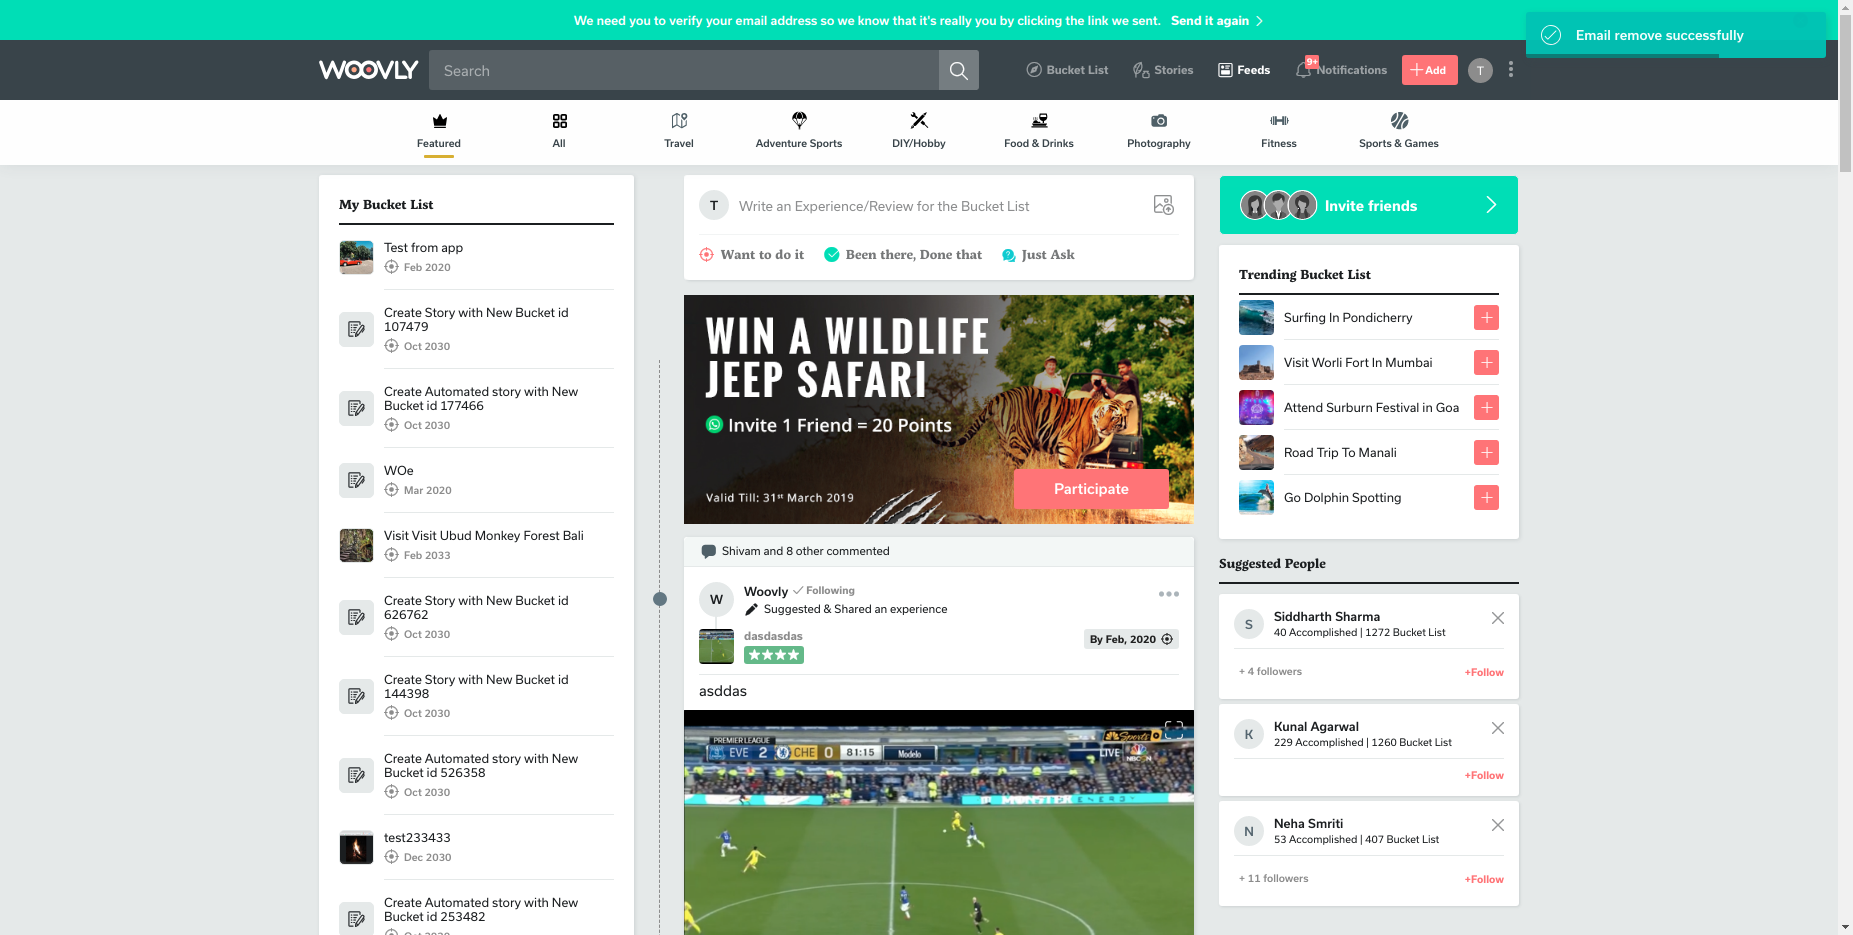 We need you to verify your email address so we know that it's really you by clicking the link we sent. Send it again
Email remove successfully
WOOVLY
Search
Bucket List
Stories
Feeds
9+
Notifications
Add
T
Featured
All
Travel
Adventure Sports
DIY/Hobby
Food & Drinks
Photography
Fitness
Sports & Games
My Bucket List
Test from app
Feb 2020
Create Story with New Bucket id
107479
Oct 2030
Create Automated story with New
Bucket id 177466
Oct 2030
WOe
Mar 2020
Visit Visit Ubud Monkey Forest Bali
Feb 2033
Create Story with New Bucket id
626762
Oct 2030
Create Story with New Bucket id
144398
Oct 2030
Create Automated story with New
Bucket id 526358
Oct 2030
test233433
Dec 2030
Create Automated story with New
Bucket id 253482
Oct 2030
T
Write an Experience/Review for the Bucket List
Want to do it
Been there, Done that
Just Ask
WIN A WILDLIFE
JEEP SAFARI
Invite 1 Friend = 20 Points
Valid Till: 31st March 2019
Participate
Shivam and 8 other commented
W
Woovly
Following
Suggested & Shared an experience
dasdasdas
By Feb, 2020
asddas
PREMIER LEAGUE
EVE 2 CHE 0 81:15 Modelo
Sports
LIVE NBCSN
MONSTER ENERGY
Invite friends
Trending Bucket List
Surfing In Pondicherry
Visit Worli Fort In Mumbai
Attend Surburn Festival in Goa
Road Trip To Manali
Go Dolphin Spotting
Suggested People
S
Siddharth Sharma
40 Accomplished | 1272 Bucket List
+ 4 followers
+Follow
K
Kunal Agarwal
229 Accomplished | 1260 Bucket List
+Follow
N
Neha Smriti
53 Accomplished | 407 Bucket List
+ 11 followers
+Follow